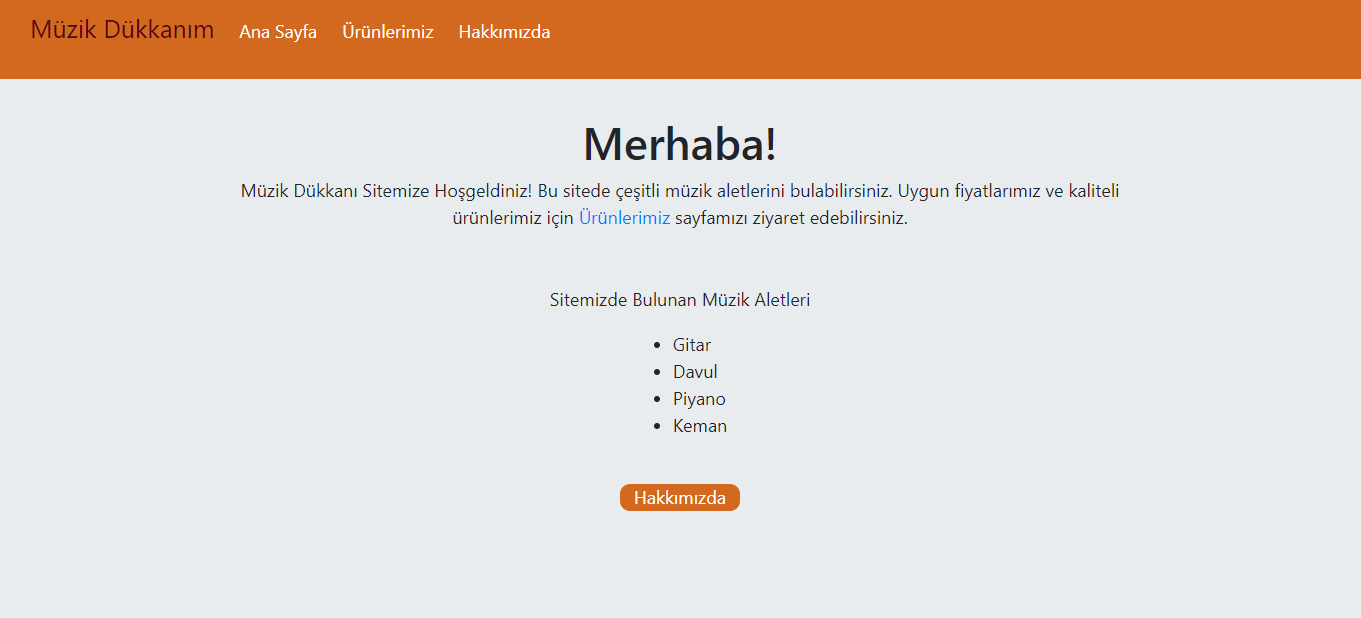 Müzik Dükkanım Ana Sayfa Ürünlerimiz Hakkımızda
Merhaba!
Müzik Dükkanı Sitemize Hoşgeldiniz! Bu sitede çeşitli müzik aletlerini bulabilirsiniz. Uygun fiyatlarımız ve kaliteli
ürünlerimiz için Ürünlerimiz sayfamızı ziyaret edebilirsiniz.
Sitemizde Bulunan Müzik Aletleri
• Gitar
• Davul
• Piyano
• Keman
Hakkımızda